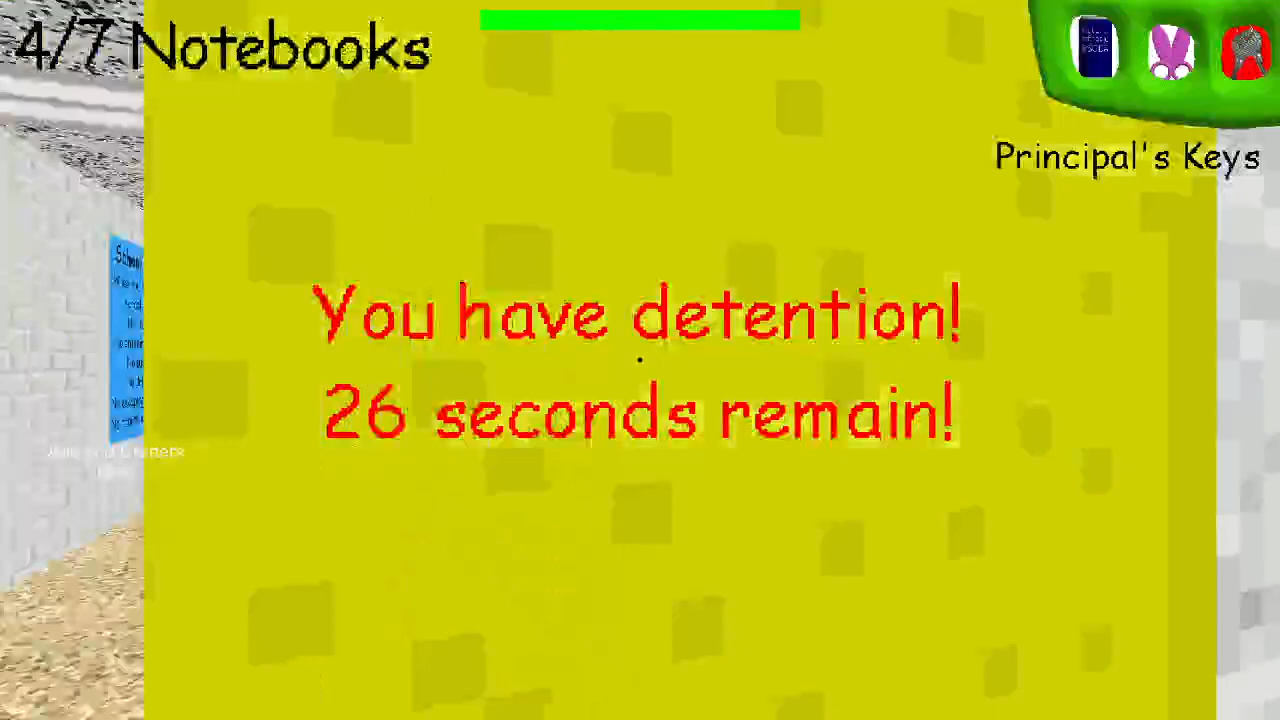 4/7 Notebooks
Principal's Keys
You have detention!
26 seconds remain!